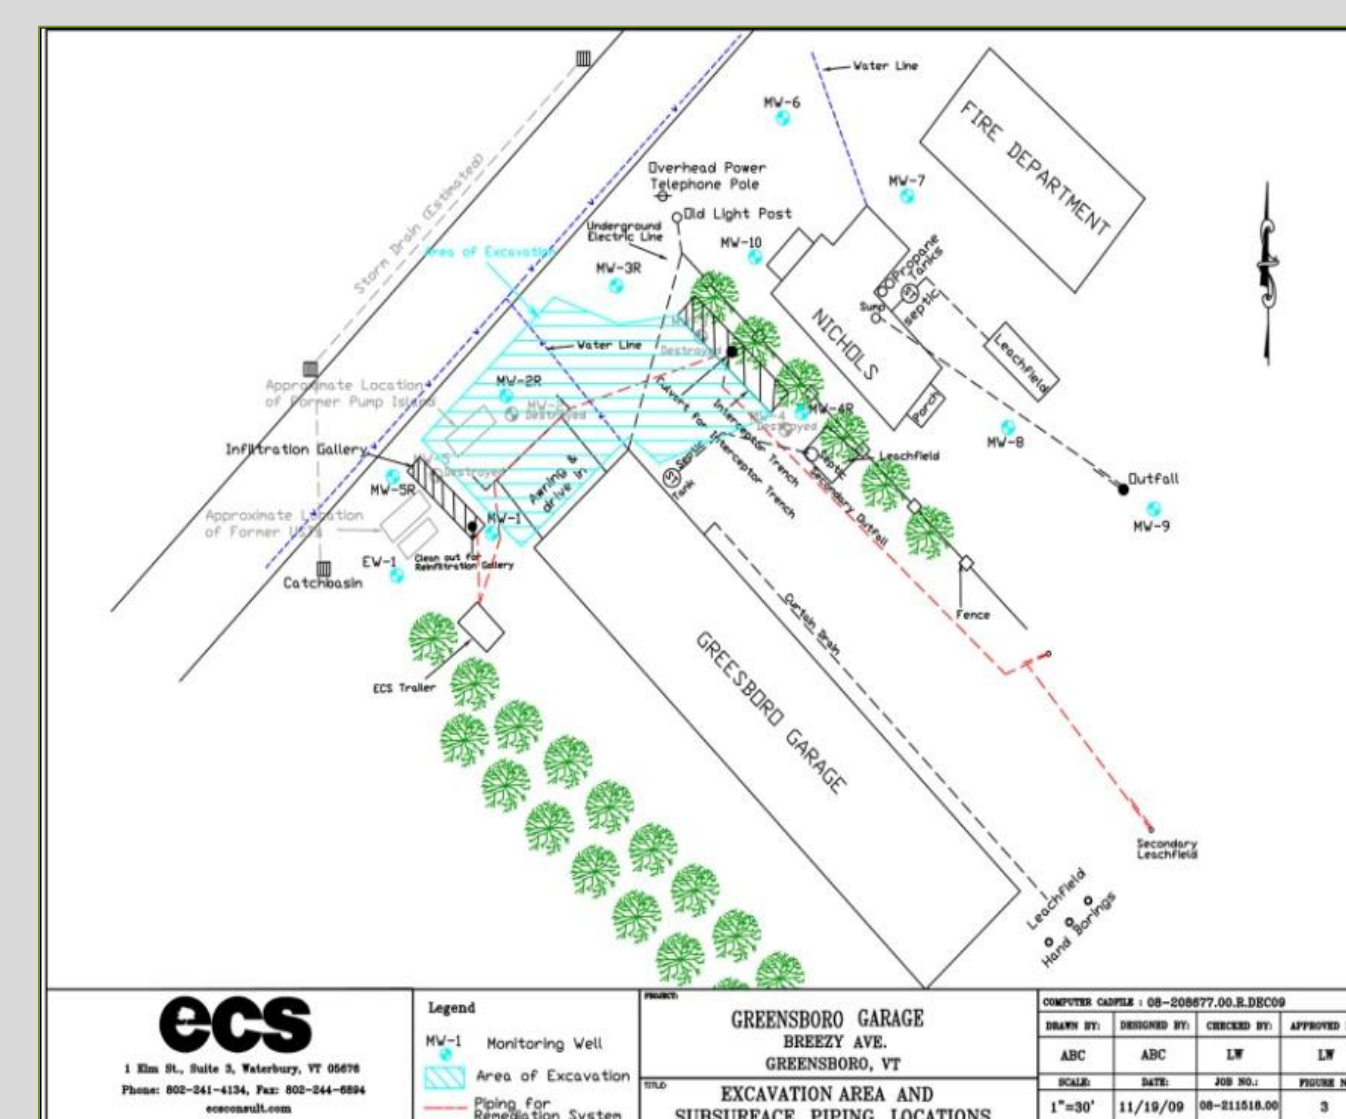 Water Line
MW-6
FIRE DEPARTMENT
Storm Drain (Estimated)
Overhead Power
Telephone Pole
MW-7
Old Light Post
Underground
Electric Line
MW-10
Area of Excavation
MW-3R
Propane
Tanks
ST
Septic
Sump
NICHOLS
Leachfield
Porch
Water Line
Destroyed
Approximate Location
of Former Pump Island
MW-2R
Destroyed
Culvert for Interceptor Trench
Interceptor Trench
MW-4R
MW-4
Destroyed
MW-8
Infiltration Gallery
Destroyed
MW-5R
Awning &
drive in
Septic
ST
Tank
Septic
Leachfield
Secondary Outfall
Outfall
MW-9
Approximate Location
of Former USTs
MW-1
Clean out for
Reinfiltration Gallery
EW-1
Catchbasin
Curtain Drain
Fence
ECS Trailer
GREESBORO GARAGE
Secondary
Leachfield
Leachfield
Hand Borings
ecs
1 Elm St., Suite 3, Waterbury, VT 05676
Phone: 802-241-4134, Fax: 802-244-6894
ecsconsult.com
Legend
MW-1 Monitoring Well
Area of Excavation
Piping for
Remediation System
PROJECT:
GREENSBORO GARAGE
BREEZY AVE.
GREENSBORO, VT
TITLE:
EXCAVATION AREA AND
SUBSURFACE PIPING LOCATIONS
COMPUTER CADFILE : 08-208677.00.R.DEC09
DRAWN BY: DESIGNED BY: CHECKED BY: APPROVED
ABC ABC LW LW
SCALE: DATE: JOB NO.: FIGURE
1"=30' 11/19/09 08-211518.00 3